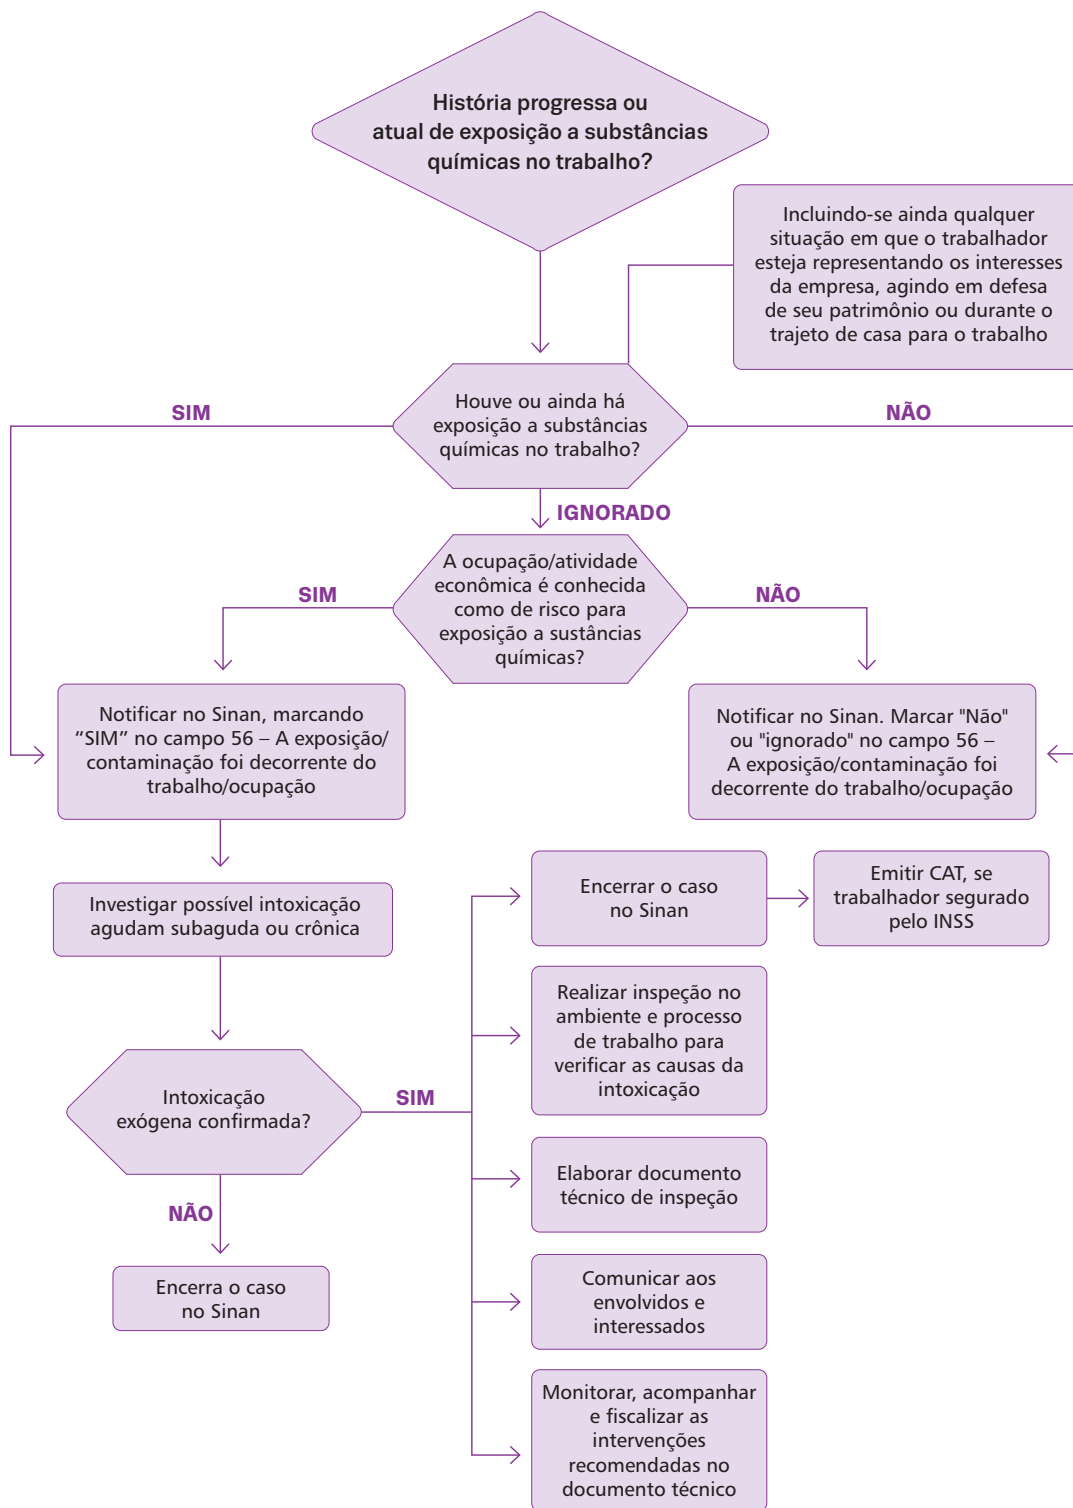 História progressa ou
atual de exposição a substâncias
químicas no trabalho?
Incluindo-se ainda qualquer
situação em que o trabalhador
esteja representando os interesses
da empresa, agindo em defesa
de seu patrimônio ou durante o
trajeto de casa para o trabalho
SIM
Houve ou ainda há
exposição a substâncias
químicas no trabalho?
NÃO
IGNORADO
SIM
A ocupação/atividade
econômica é conhecida
como de risco para
exposição a sustâncias
químicas?
NÃO
Notificar no Sinan, marcando
“SIM” no campo 56 – A exposição/
contaminação foi decorrente do
trabalho/ocupação
Notificar no Sinan. Marcar "Não"
ou "ignorado" no campo 56 –
A exposição/contaminação foi
decorrente do trabalho/ocupação
Investigar possível intoxicação
agudam subaguda ou crônica
Encerrar o caso
no Sinan
Emitir CAT, se
trabalhador segurado
pelo INSS
Realizar inspeção no
ambiente e processo
de trabalho para
verificar as causas da
intoxicação
Intoxicação
exógena confirmada?
SIM
Elaborar documento
técnico de inspeção
NÃO
Encerra o caso
no Sinan
Comunicar aos
envolvidos e
interessados
Monitorar, acompanhar
e fiscalizar as
intervenções
recomendadas no
documento técnico